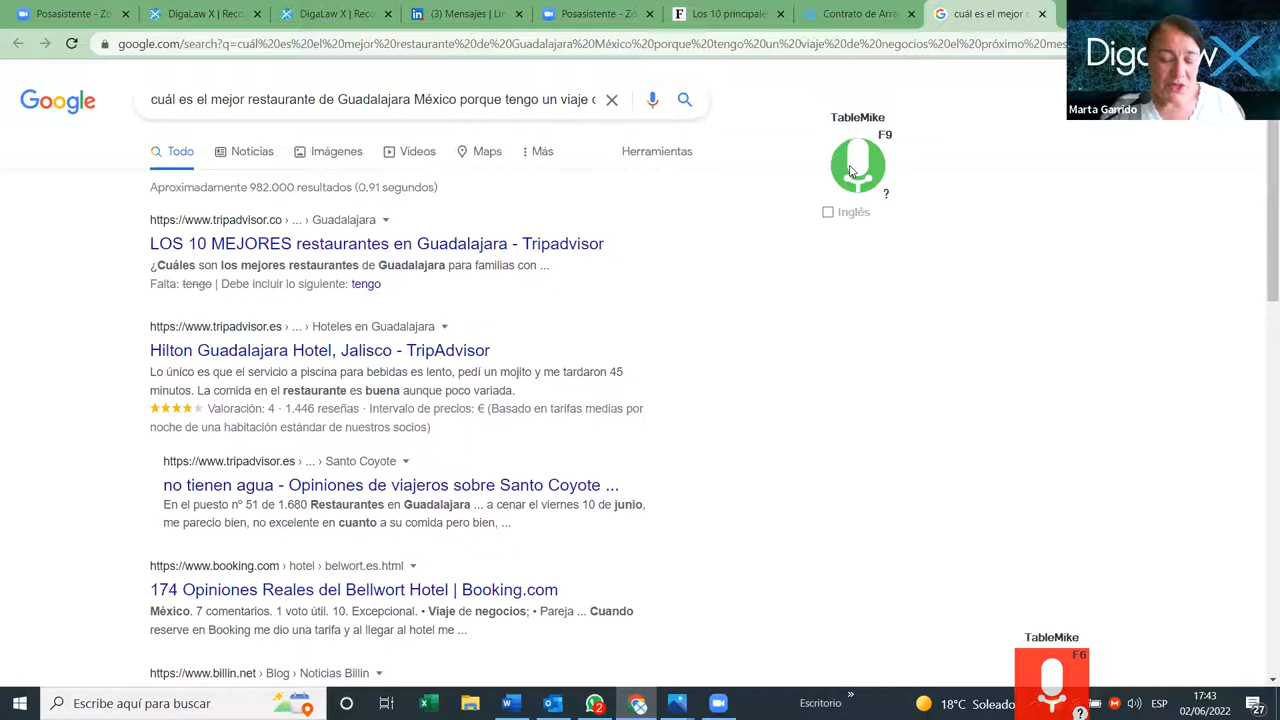 cuál es el mejor r
(3) Mensajes | Lin
Los 10 principale
Contrato de Arrer
cuál es el mejor r
google.com/search?q=cuál%20es%20el%20mejor%20restaurante%20de%20Guadalajara%20México%20porque%20tengo%20un%20viaje%20de%20negocios%20el%20próximo%20mes
Marta Garrido
Google
cuál es el mejor restaurante de Guadalajara México porque tengo un viaje
TableMike
F9
?
Inglés
Todo
Noticias
Imágenes
Vídeos
Maps
Más
Herramientas
Aproximadamente 982.000 resultados (0,91 segundos)
https://www.tripadvisor.co › ... › Guadalajara
LOS 10 MEJORES restaurantes en Guadalajara - Tripadvisor
¿Cuáles son los mejores restaurantes de Guadalajara para familias con ...
Falta: tengo | Debe incluir lo siguiente: tengo
https://www.tripadvisor.es › ... › Hoteles en Guadalajara
Hilton Guadalajara Hotel, Jalisco - TripAdvisor
Lo único es que el servicio a piscina para bebidas es lento, pedí un mojito y me tardaron 45
minutos. La comida en el restaurante es buena aunque poco variada.
Valoración: 4 · 1.446 reseñas · Intervalo de precios: € (Basado en tarifas medias por
noche de una habitación estándar de nuestros socios)
https://www.tripadvisor.es › ... › Santo Coyote
no tienen agua - Opiniones de viajeros sobre Santo Coyote ...
En el puesto nº 51 de 1.680 Restaurantes en Guadalajara ... a cenar el viernes 10 de junio,
me parecio bien, no excelente en cuanto a su comida pero bien, ...
https://www.booking.com › hotel › belwort.es.html
174 Opiniones Reales del Bellwort Hotel | Booking.com
México. 7 comentarios. 1 voto útil. 10. Excepcional. • Viaje de negocios; • Pareja ... Cuando
reserve en Booking me dio una tarifa y al llegar al hotel me ...
https://www.billin.net › Blog › Noticias Billin
TableMike
F6
?
Escribe aquí para buscar
2
Escritorio
»
18°C Soleado
ESP
17:43
02/06/2022
27